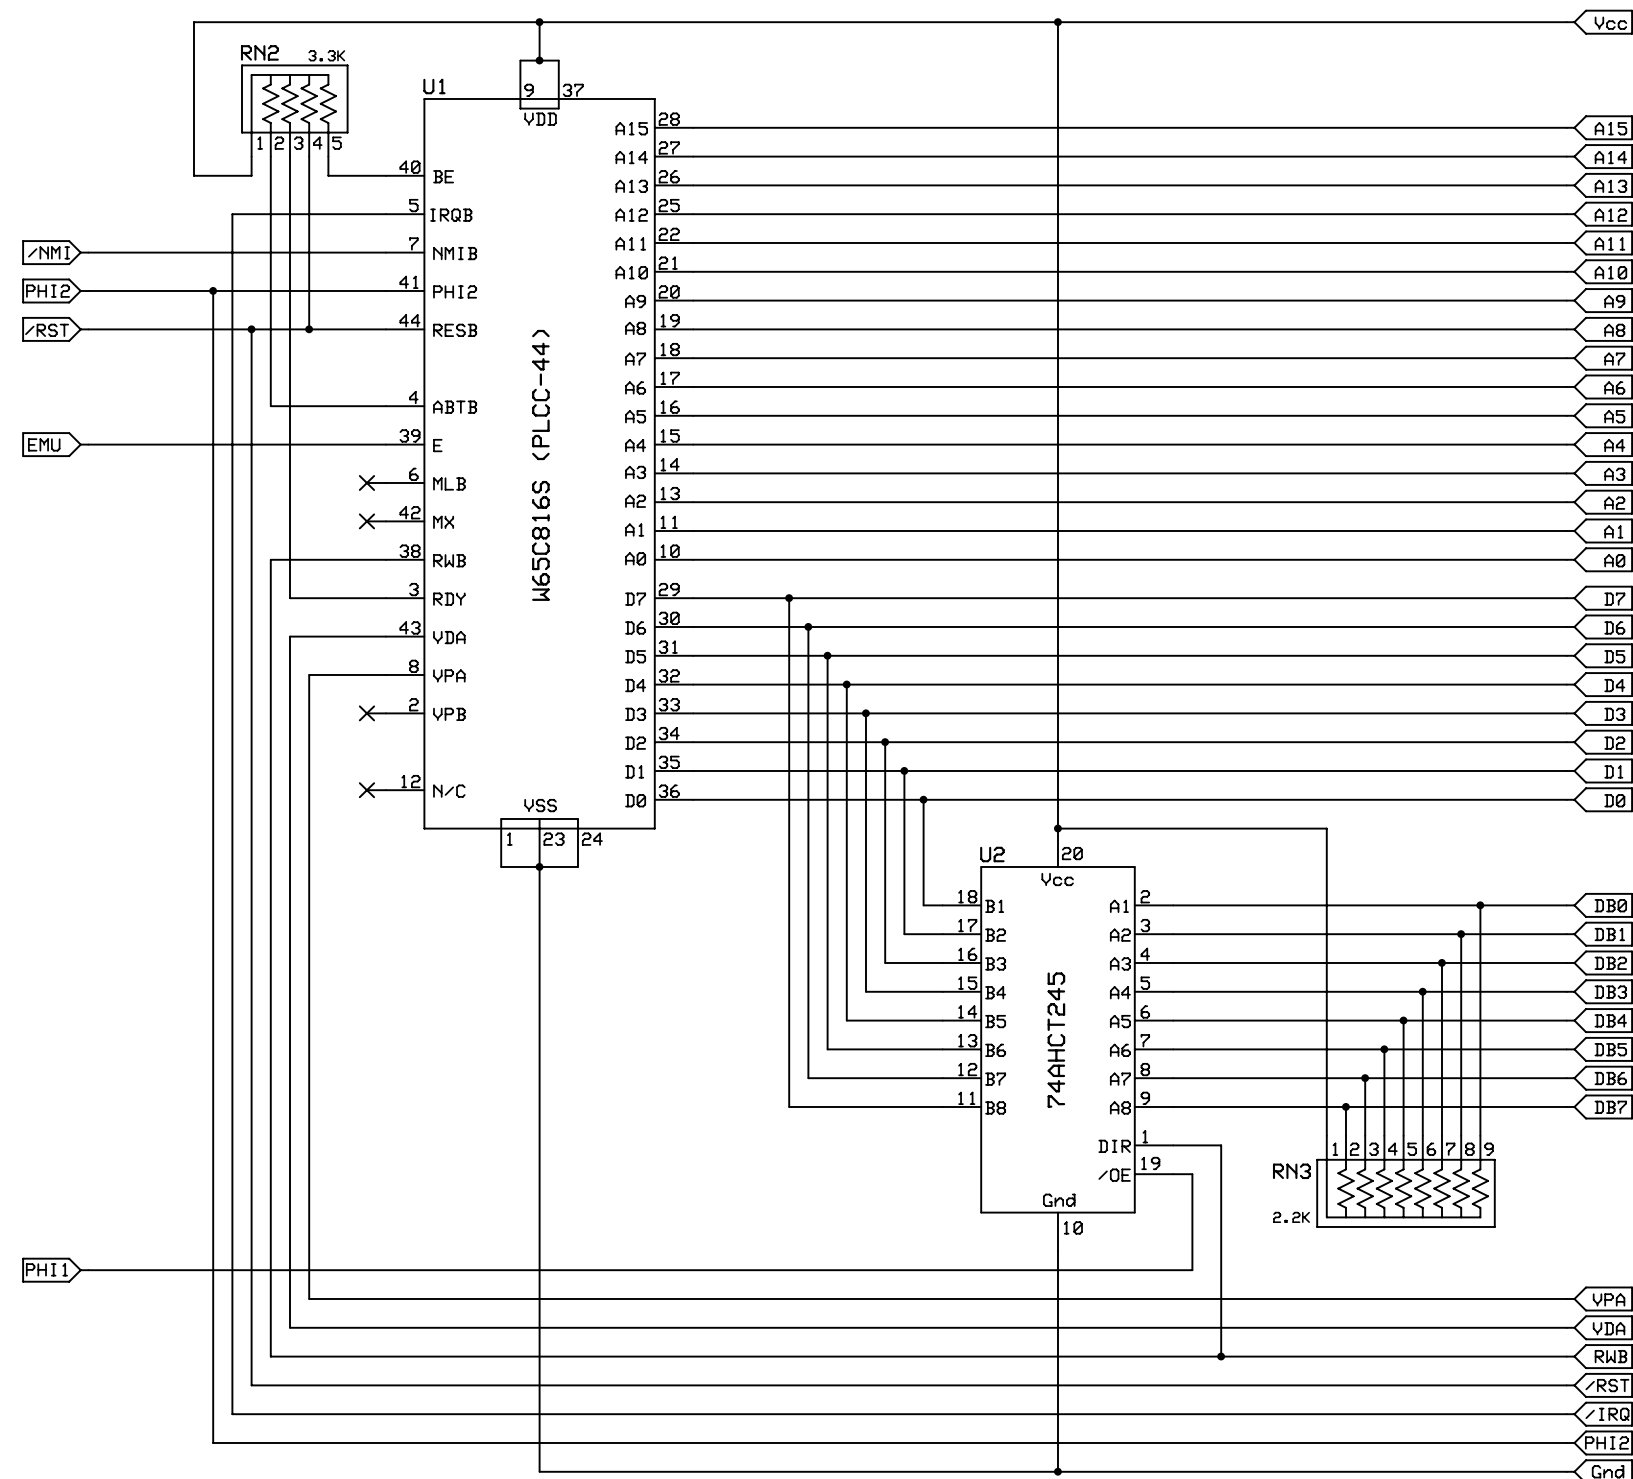 Vcc
RN2 3.3K
U1
9 37
VDD
1 2 3 4 5
A15 28 A15
A14 27 A14
40 BE A13 26 A13
5 IRQB A12 25 A12
/NMI 7 NMIB A11 22 A11
A10 21 A10
PHI2 41 PHI2 A9 20 A9
/RST 44 RESB A8 19 A8
A7 18 A7
A6 17 A6
4 ABTB A5 16 A5
EMU 39 E A4 15 A4
6 MLB A3 14 A3
A2 13 A2
42 MX A1 11 A1
38 RWB A0 10 A0
W65C816S (PLCC-44)
3 RDY D7 29 D7
D6 30 D6
43 VDA D5 31 D5
8 VPA D4 32 D4
2 VPB D3 33 D3
D2 34 D2
D1 35 D1
12 N/C D0 36 D0
VSS
1 23 24
U2 20
Vcc
18 B1 A1 2 DB0
17 B2 A2 3 DB1
16 B3 A3 4 DB2
15 B4 A4 5 DB3
14 B5 A5 6 DB4
13 B6 A6 7 DB5
12 B7 A7 8 DB6
11 B8 A8 9 DB7
74AHCT245
DIR 1
/OE 19
1 2 3 4 5 6 7 8 9
RN3
2.2K
Gnd
10
PHI1
VPA
VDA
RWB
/RST
/IRQ
PHI2
Gnd